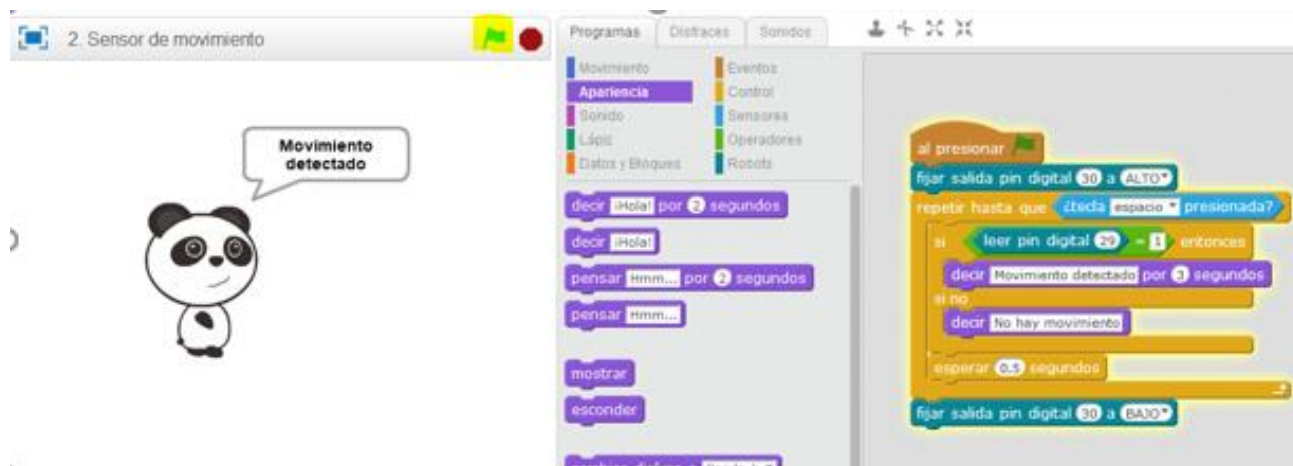 2. Sensor de movimiento
Movimiento
detectado
Programas
Disfraces
Sonidos
Movimiento
Eventos
Apariencia
Control
Sonido
Sensores
Lápiz
Operadores
Datos y Bloques
Robots
decir ¡Hola! por 2 segundos
decir ¡Hola!
pensar Hmm... por 2 segundos
pensar Hmm...
mostrar
esconder
al presionar
fijar salida pin digital 30 a ALTO
repetir hasta que ¿tecla espacio presionada?
si leer pin digital 29 = 1 entonces
decir Movimiento detectado por 3 segundos
si no
decir No hay movimiento
esperar 0.5 segundos
fijar salida pin digital 30 a BAJO